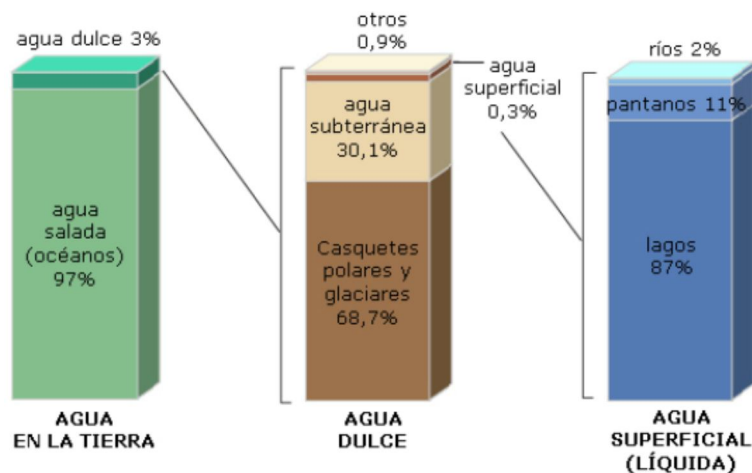 agua dulce 3%
agua
salada
(océanos)
97%
AGUA
EN LA TIERRA
otros
0,9%
agua
superficial
0,3%
agua
subterránea
30,1%
Casquetes
polares y
glaciares
68,7%
AGUA
DULCE
ríos 2%
pantanos 11%
lagos
87%
AGUA
SUPERFICIAL
(LÍQUIDA)